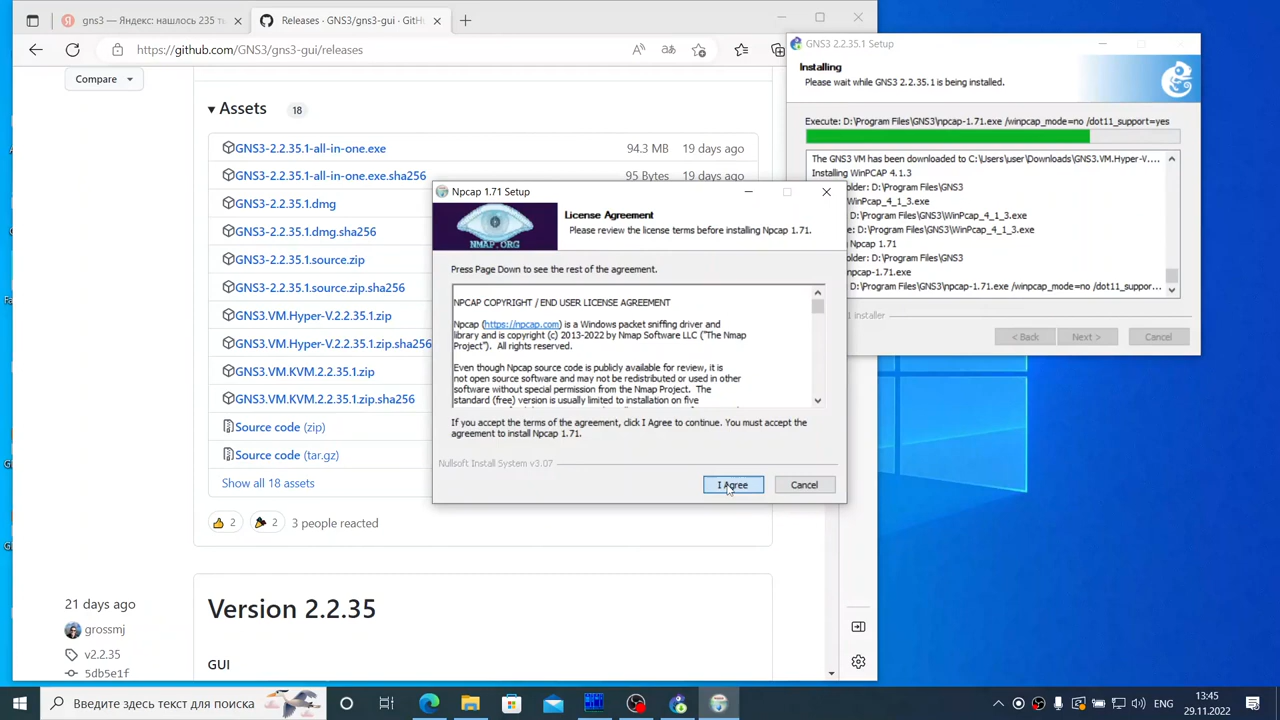 gns3 — Яндекс: нашлось 235 т
Releases · GNS3/gns3-gui · GitH
https://github.com/GNS3/gns3-gui/releases
Compare
Assets 18
GNS3-2.2.35.1-all-in-one.exe 94.3 MB 19 days ago
GNS3-2.2.35.1-all-in-one.exe.sha256 95 Bytes 19 days ago
GNS3-2.2.35.1.dmg
GNS3-2.2.35.1.dmg.sha256
GNS3-2.2.35.1.source.zip
GNS3-2.2.35.1.source.zip.sha256
GNS3.VM.Hyper-V.2.2.35.1.zip
GNS3.VM.Hyper-V.2.2.35.1.zip.sha256
GNS3.VM.KVM.2.2.35.1.zip
GNS3.VM.KVM.2.2.35.1.zip.sha256
Source code (zip)
Source code (tar.gz)
Show all 18 assets
2 2 3 people reacted
21 days ago
grossmj
v2.2.35
5db5e1f
Version 2.2.35
GUI
GNS3 2.2.35.1 Setup
Installing
Please wait while GNS3 2.2.35.1 is being installed.
Execute: D:\Program Files\GNS3\npcap-1.71.exe /winpcap_mode=no /dot11_support=yes
The GNS3 VM has been downloaded to C:\Users\user\Downloads\GNS3.VM.Hyper-V....
Installing WinPCAP 4.1.3
older: D:\Program Files\GNS3
WinPcap_4_1_3.exe
D:\Program Files\GNS3\WinPcap_4_1_3.exe
e: D:\Program Files\GNS3\WinPcap_4_1_3.exe
Npcap 1.71
older: D:\Program Files\GNS3
npcap-1.71.exe
D:\Program Files\GNS3\npcap-1.71.exe /winpcap_mode=no /dot11_suppor...
1 installer
< Back Next > Cancel
Npcap 1.71 Setup
NMAP.ORG
License Agreement
Please review the license terms before installing Npcap 1.71.
Press Page Down to see the rest of the agreement.
NPCAP COPYRIGHT / END USER LICENSE AGREEMENT
Npcap (https://npcap.com) is a Windows packet sniffing driver and
library and is copyright (c) 2013-2022 by Nmap Software LLC ("The Nmap
Project"). All rights reserved.
Even though Npcap source code is publicly available for review, it is
not open source software and may not be redistributed or used in other
software without special permission from the Nmap Project. The
standard (free) version is usually limited to installation on five
If you accept the terms of the agreement, click I Agree to continue. You must accept the
agreement to install Npcap 1.71.
Nullsoft Install System v3.07
I Agree Cancel
Введите здесь текст для поиска
ENG
13:45
29.11.2022